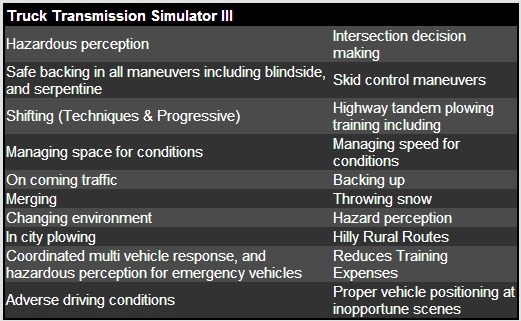 Truck Transmission Simulator III
Hazardous perception
Intersection decision
making
Safe backing in all maneuvers including blindside,
and serpentine
Skid control maneuvers
Shifting (Techniques & Progressive)
Highway tandem plowing
training including
Managing space for conditions
Managing speed for
conditions
On coming traffic
Backing up
Merging
Throwing snow
Changing environment
Hazard perception
In city plowing
Hilly Rural Routes
Coordinated multi vehicle response, and
hazardous perception for emergency vehicles
Reduces Training
Expenses
Adverse driving conditions
Proper vehicle positioning at
inopportune scenes